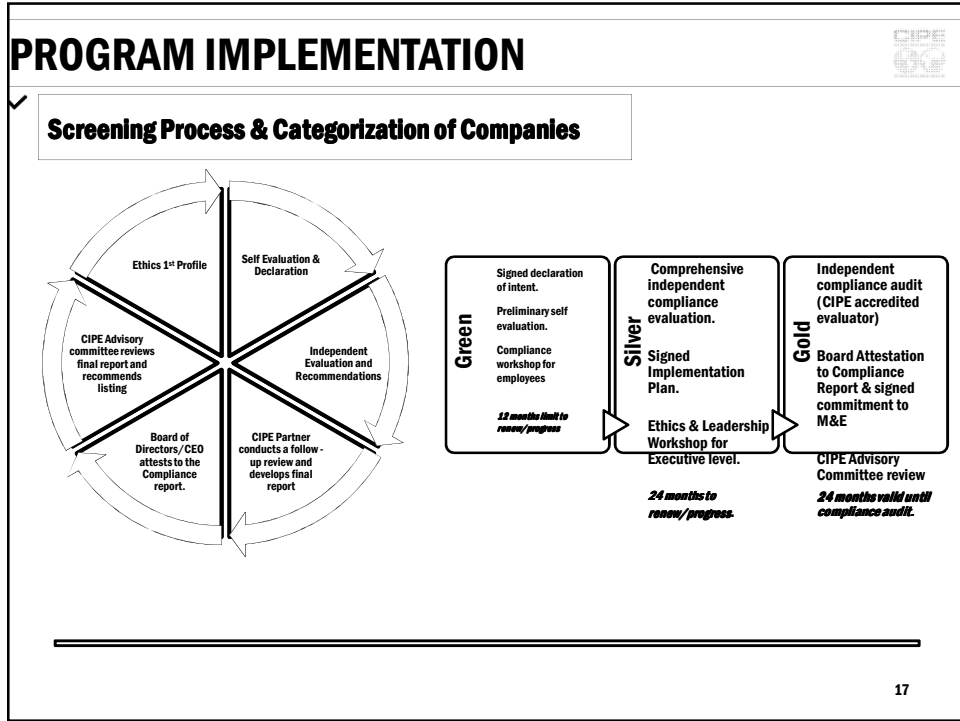 PROGRAM IMPLEMENTATION
CIPE
Screening Process & Categorization of Companies
Ethics 1st Profile
Self Evaluation &
Declaration
Independent
Evaluation and
Recommendations
CIPE Partner
conducts a follow -
up review and
develops final
report
Board of
Directors/CEO
attests to the
Compliance
report.
CIPE Advisory
committee reviews
final report and
recommends
listing
Green
Signed declaration
of intent.
Preliminary self
evaluation.
Compliance
workshop for
employees
12 months limit to
renew/progress
Silver
Comprehensive
independent
compliance
evaluation.
Signed
Implementation
Plan.
Ethics & Leadership
Workshop for
Executive level.
24 months to
renew/progress.
Gold
Independent
compliance audit
(CIPE accredited
evaluator)
Board Attestation
to Compliance
Report & signed
commitment to
M&E
CIPE Advisory
Committee review
24 months valid until
compliance audit.
17